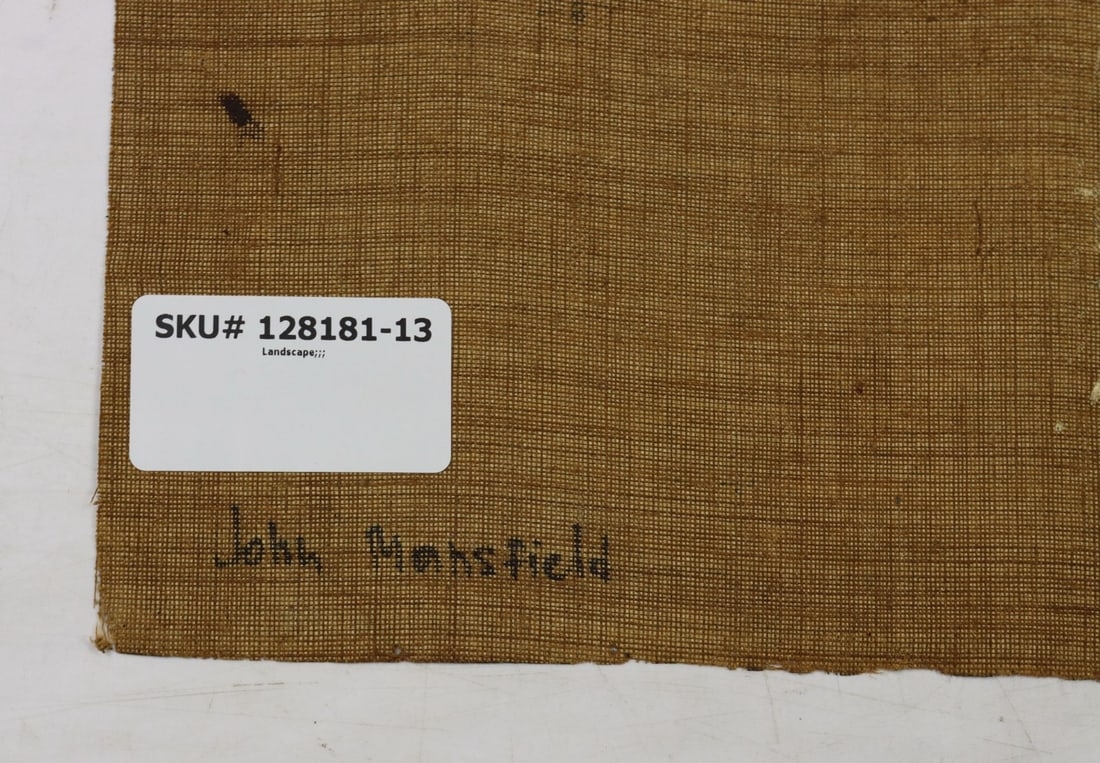 SKU# 128181-13
Landscape;;;
John Mansfield